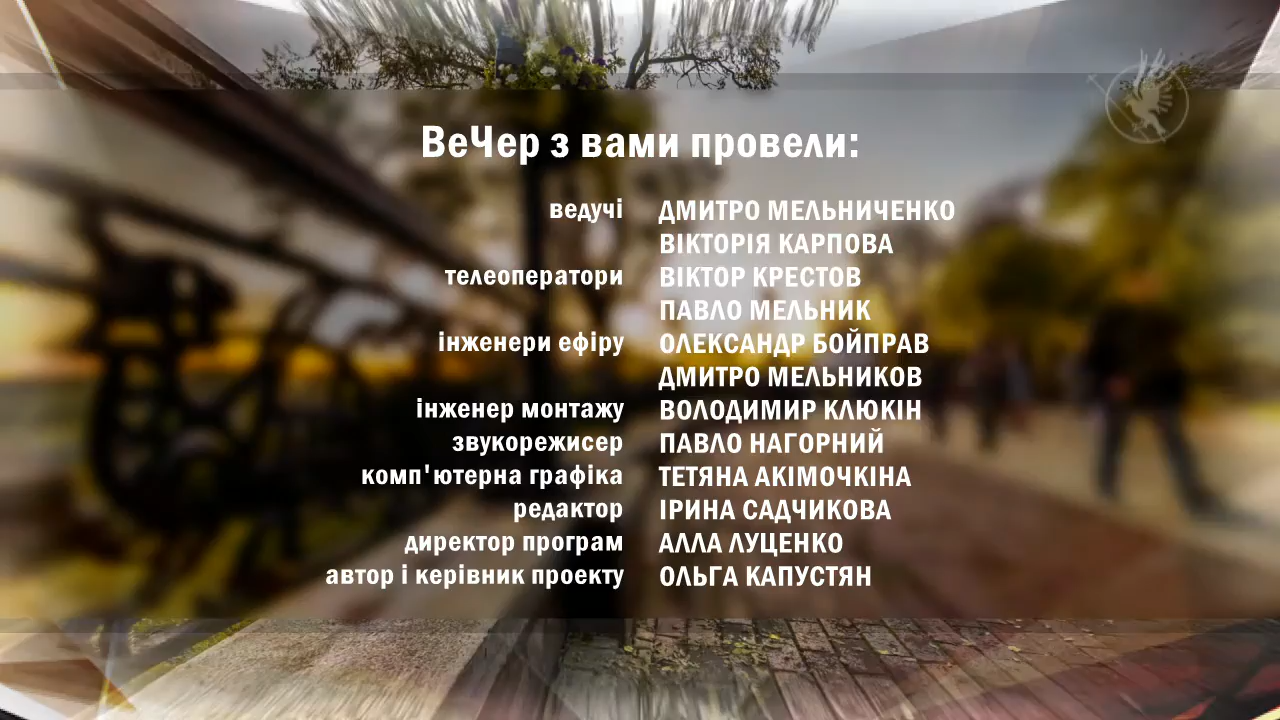 ВеЧер з вами провели:
ведучі ДМИТРО МЕЛЬНИЧЕНКО
ВІКТОРІЯ КАРПОВА
телеоператори ВІКТОР КРЕСТОВ
ПАВЛО МЕЛЬНИК
інженери ефіру ОЛЕКСАНДР БОЙПРАВ
ДМИТРО МЕЛЬНИКОВ
інженер монтажу ВОЛОДИМИР КЛЮКІН
звукорежисер ПАВЛО НАГОРНИЙ
комп'ютерна графіка ТЕТЯНА АКІМОЧКІНА
редактор ІРИНА САДЧИКОВА
директор програм АЛЛА ЛУЦЕНКО
автор і керівник проекту ОЛЬГА КАПУСТЯН